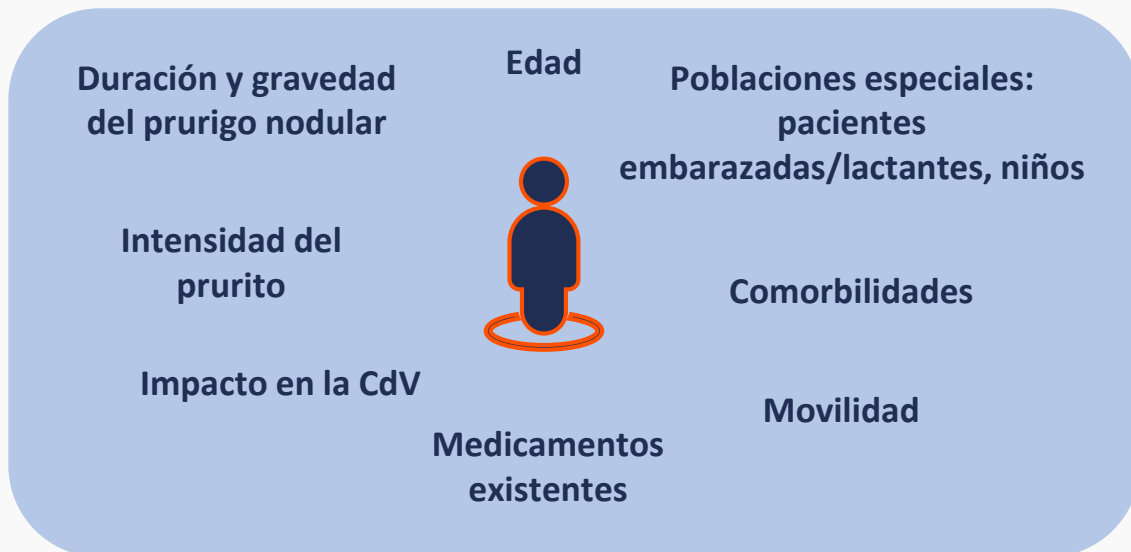 Duración y gravedad
del prurigo nodular
Edad
Poblaciones especiales:
pacientes
embarazadas/lactantes, niños
Intensidad del
prurito
Comorbilidades
Impacto en la CdV
Movilidad
Medicamentos
existentes